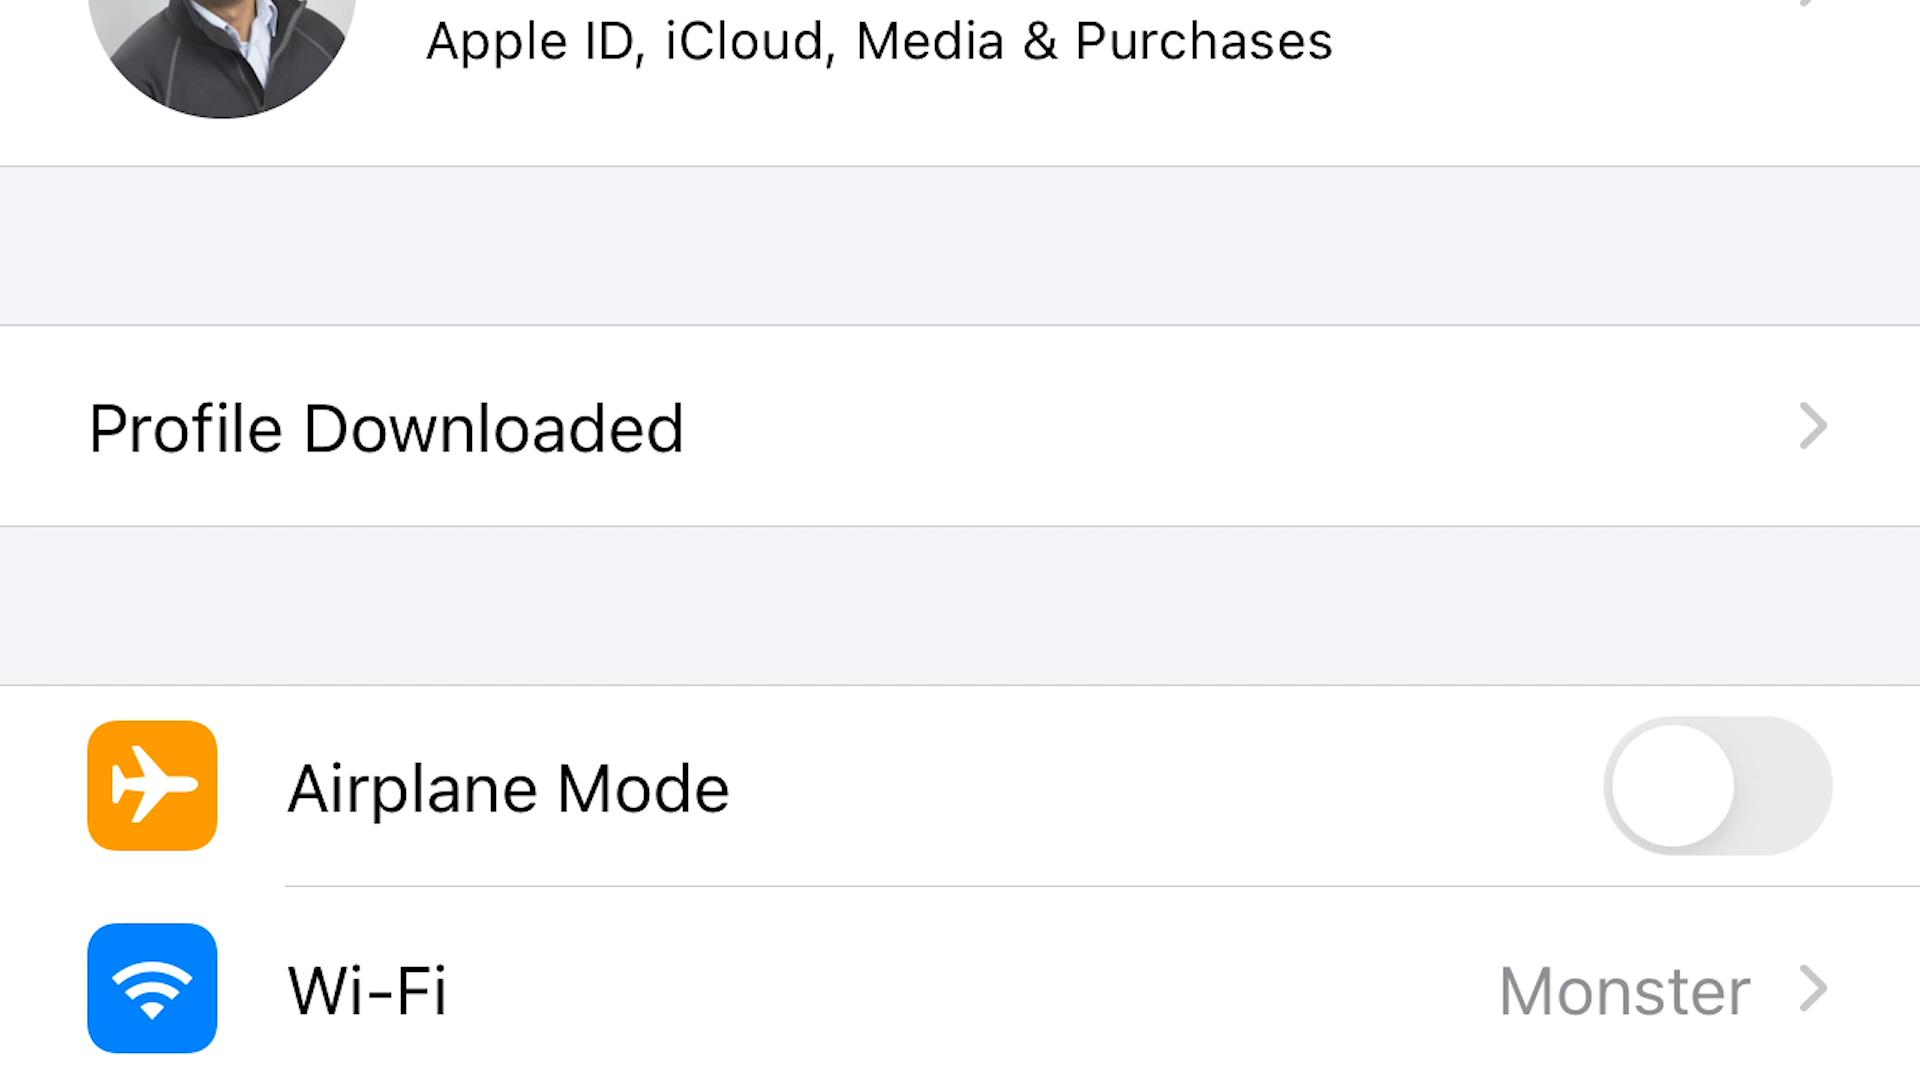 Apple ID, iCloud, Media & Purchases
Profile Downloaded
Airplane Mode
Wi-Fi
Monster